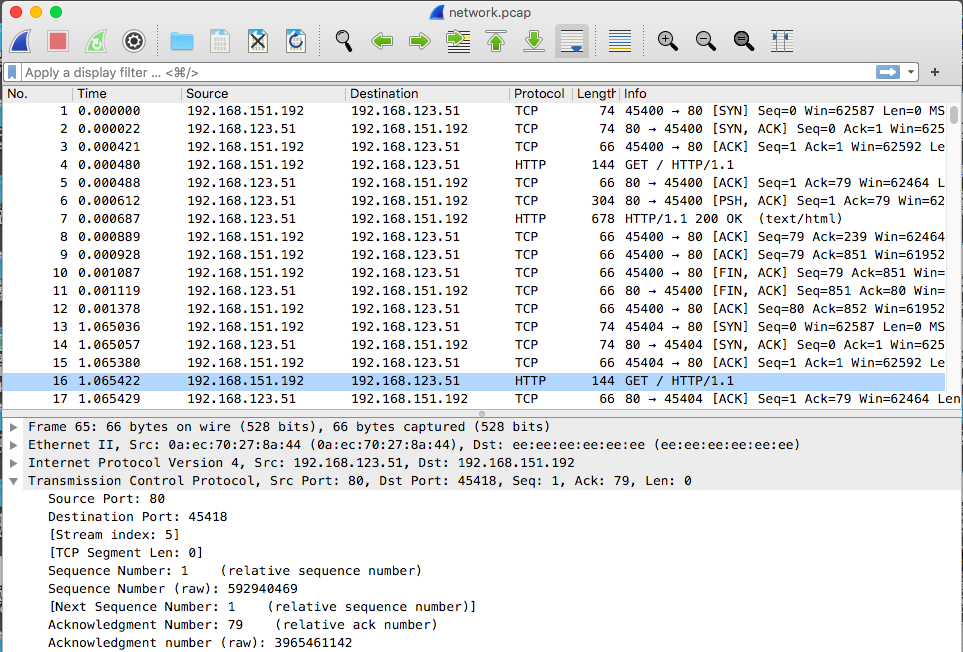 network.pcap
Apply a display filter ... <⌘/>
No. Time Source Destination Protocol Length Info
1 0.000000 192.168.151.192 192.168.123.51 TCP 74 45400 → 80 [SYN] Seq=0 Win=62587 Len=0 MS
2 0.000022 192.168.123.51 192.168.151.192 TCP 74 80 → 45400 [SYN, ACK] Seq=0 Ack=1 Win=625
3 0.000421 192.168.151.192 192.168.123.51 TCP 66 45400 → 80 [ACK] Seq=1 Ack=1 Win=62592 Le
4 0.000480 192.168.151.192 192.168.123.51 HTTP 144 GET / HTTP/1.1
5 0.000488 192.168.123.51 192.168.151.192 TCP 66 80 → 45400 [ACK] Seq=1 Ack=79 Win=62464 L
6 0.000612 192.168.123.51 192.168.151.192 TCP 304 80 → 45400 [PSH, ACK] Seq=1 Ack=79 Win=62
7 0.000687 192.168.123.51 192.168.151.192 HTTP 678 HTTP/1.1 200 OK (text/html)
8 0.000889 192.168.151.192 192.168.123.51 TCP 66 45400 → 80 [ACK] Seq=79 Ack=239 Win=62464
9 0.000928 192.168.151.192 192.168.123.51 TCP 66 45400 → 80 [ACK] Seq=79 Ack=851 Win=61952
10 0.001087 192.168.151.192 192.168.123.51 TCP 66 45400 → 80 [FIN, ACK] Seq=79 Ack=851 Win=
11 0.001119 192.168.123.51 192.168.151.192 TCP 66 80 → 45400 [FIN, ACK] Seq=851 Ack=80 Win=
12 0.001378 192.168.151.192 192.168.123.51 TCP 66 45400 → 80 [ACK] Seq=80 Ack=852 Win=61952
13 1.065036 192.168.151.192 192.168.123.51 TCP 74 45404 → 80 [SYN] Seq=0 Win=62587 Len=0 MS
14 1.065057 192.168.123.51 192.168.151.192 TCP 74 80 → 45404 [SYN, ACK] Seq=0 Ack=1 Win=625
15 1.065380 192.168.151.192 192.168.123.51 TCP 66 45404 → 80 [ACK] Seq=1 Ack=1 Win=62592 Le
16 1.065422 192.168.151.192 192.168.123.51 HTTP 144 GET / HTTP/1.1
17 1.065429 192.168.123.51 192.168.151.192 TCP 66 80 → 45404 [ACK] Seq=1 Ack=79 Win=62464 Len
Frame 65: 66 bytes on wire (528 bits), 66 bytes captured (528 bits)
Ethernet II, Src: 0a:ec:70:27:8a:44 (0a:ec:70:27:8a:44), Dst: ee:ee:ee:ee:ee:ee (ee:ee:ee:ee:ee:ee)
Internet Protocol Version 4, Src: 192.168.123.51, Dst: 192.168.151.192
Transmission Control Protocol, Src Port: 80, Dst Port: 45418, Seq: 1, Ack: 79, Len: 0
Source Port: 80
Destination Port: 45418
[Stream index: 5]
[TCP Segment Len: 0]
Sequence Number: 1 (relative sequence number)
Sequence Number (raw): 592940469
[Next Sequence Number: 1 (relative sequence number)]
Acknowledgment Number: 79 (relative ack number)
Acknowledgment number (raw): 3965461142